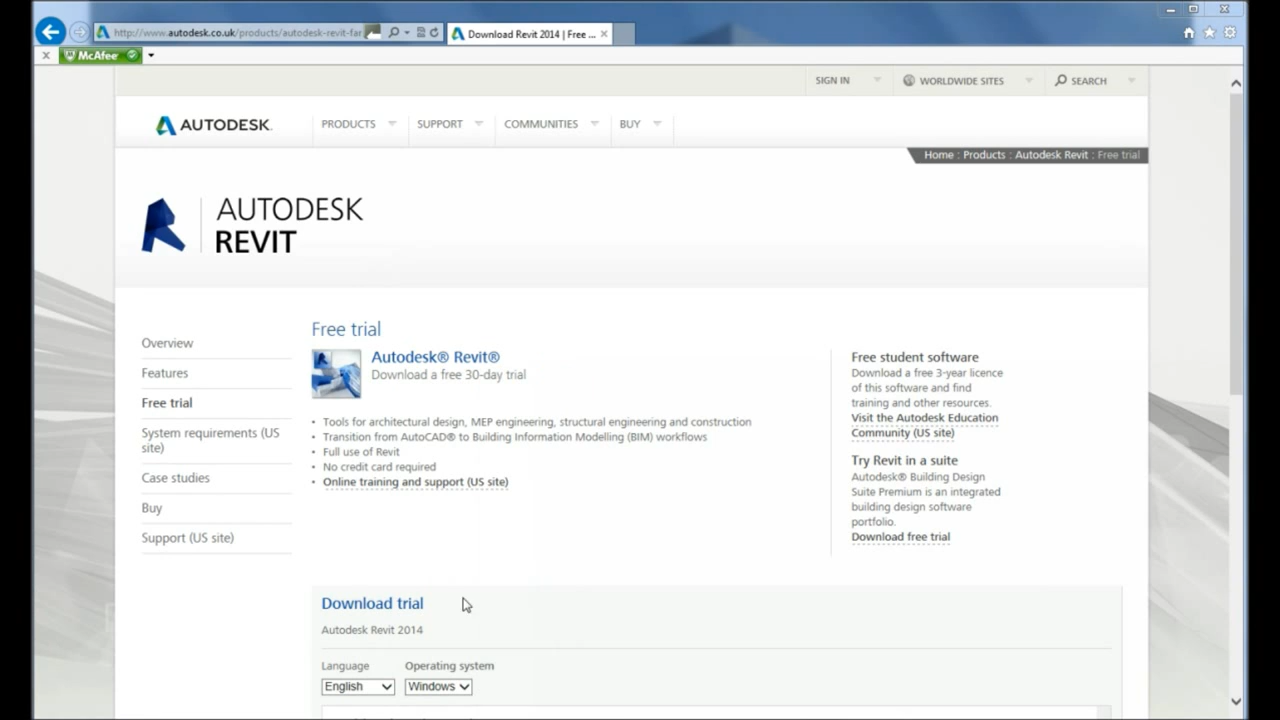 http://www.autodesk.co.uk/products/autodesk-revit-far
Download Revit 2014 | Free ...
McAfee
SIGN IN
WORLDWIDE SITES
SEARCH
AUTODESK.
PRODUCTS
SUPPORT
COMMUNITIES
BUY
Home : Products : Autodesk Revit : Free trial
AUTODESK
REVIT
Overview
Features
Free trial
System requirements (US
site)
Case studies
Buy
Support (US site)
Free trial
Autodesk® Revit®
Download a free 30-day trial
• Tools for architectural design, MEP engineering, structural engineering and construction
• Transition from AutoCAD® to Building Information Modelling (BIM) workflows
• Full use of Revit
• No credit card required
• Online training and support (US site)
Free student software
Download a free 3-year licence
of this software and find
training and other resources.
Visit the Autodesk Education
Community (US site)
Try Revit in a suite
Autodesk® Building Design
Suite Premium is an integrated
building design software
portfolio.
Download free trial
Download trial
Autodesk Revit 2014
Language
Operating system
English
Windows